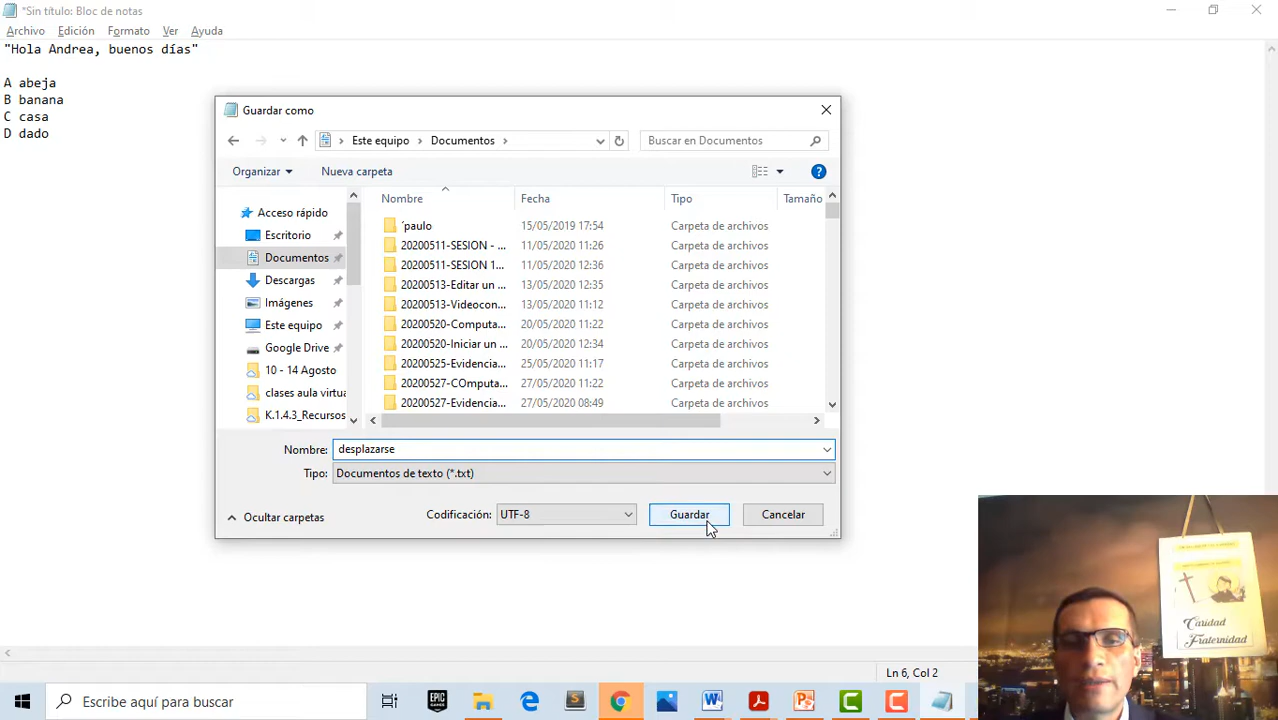 *Sin título: Bloc de notas
Archivo Edición Formato Ver Ayuda
"Hola Andrea, buenos días"
A abeja
B banana
C casa
D dado
Guardar como
Este equipo > Documentos >
Buscar en Documentos
Organizar Nueva carpeta
Nombre Fecha Tipo Tamaño
Acceso rápido
Escritorio
Documentos
Descargas
Imágenes
Este equipo
Google Drive
10 - 14 Agosto
clases aula virtu
K.1.4.3_Recursos
´paulo 15/05/2019 17:54 Carpeta de archivos
20200511-SESION - ... 11/05/2020 11:26 Carpeta de archivos
20200511-SESION 1... 11/05/2020 12:36 Carpeta de archivos
20200513-Editar un ... 13/05/2020 12:35 Carpeta de archivos
20200513-Videocon... 13/05/2020 11:12 Carpeta de archivos
20200520-Computa... 20/05/2020 11:22 Carpeta de archivos
20200520-Iniciar un ... 20/05/2020 12:34 Carpeta de archivos
20200525-Evidencia... 25/05/2020 11:17 Carpeta de archivos
20200527-COmputa... 27/05/2020 11:22 Carpeta de archivos
20200527-Evidencia... 27/05/2020 08:49 Carpeta de archivos
Nombre: desplazarse
Tipo: Documentos de texto (*.txt)
Ocultar carpetas
Codificación: UTF-8
Guardar Cancelar
Caridad
Fraternidad
Ln 6, Col 2
EPIC
GAMES
Escribe aquí para buscar